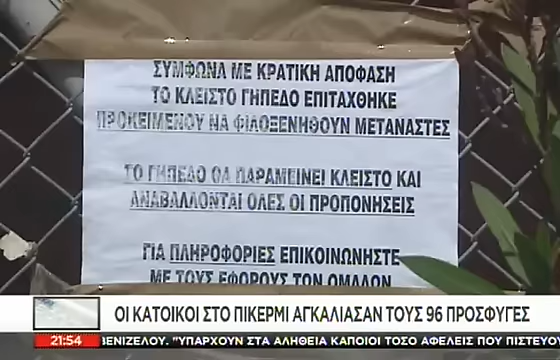 ΣΥΜΦΩΝΑ ΜΕ ΚΡΑΤΙΚΗ ΑΠΟΦΑΣΗ
ΤΟ ΚΛΕΙΣΤΟ ΓΗΠΕΔΟ ΕΠΙΤΑΧΘΗΚΕ
ΠΡΟΚΕΙΜΕΝΟΥ ΝΑ ΦΙΛΟΞΕΝΗΘΟΥΝ ΜΕΤΑΝΑΣΤΕΣ
ΤΟ ΓΗΠΕΔΟ ΘΑ ΠΑΡΑΜΕΙΝΕΙ ΚΛΕΙΣΤΟ ΚΑΙ
ΑΝΑΒΑΛΛΟΝΤΑΙ ΟΛΕΣ ΟΙ ΠΡΟΠΟΝΗΣΕΙΣ
ΓΙΑ ΠΛΗΡΟΦΟΡΙΕΣ ΕΠΙΚΟΙΝΩΝΗΣΤΕ
ΜΕ ΤΟΥΣ ΕΦΟΡΟΥΣ ΤΩΝ ΟΜΑΔΩΝ
ΟΙ ΚΑΤΟΙΚΟΙ ΣΤΟ ΠΙΚΕΡΜΙ ΑΓΚΑΛΙΑΣΑΝ ΤΟΥΣ 96 ΠΡΟΣΦΥΓΕΣ
21:54 ΒΕΝΙΖΕΛΟΥ. "ΥΠΑΡΧΟΥΝ ΣΤΑ ΑΛΗΘΕΙΑ ΚΑΠΟΙΟΙ ΤΟΣΟ ΑΦΕΛΕΙΣ ΠΟΥ ΠΙΣΤΕΥ